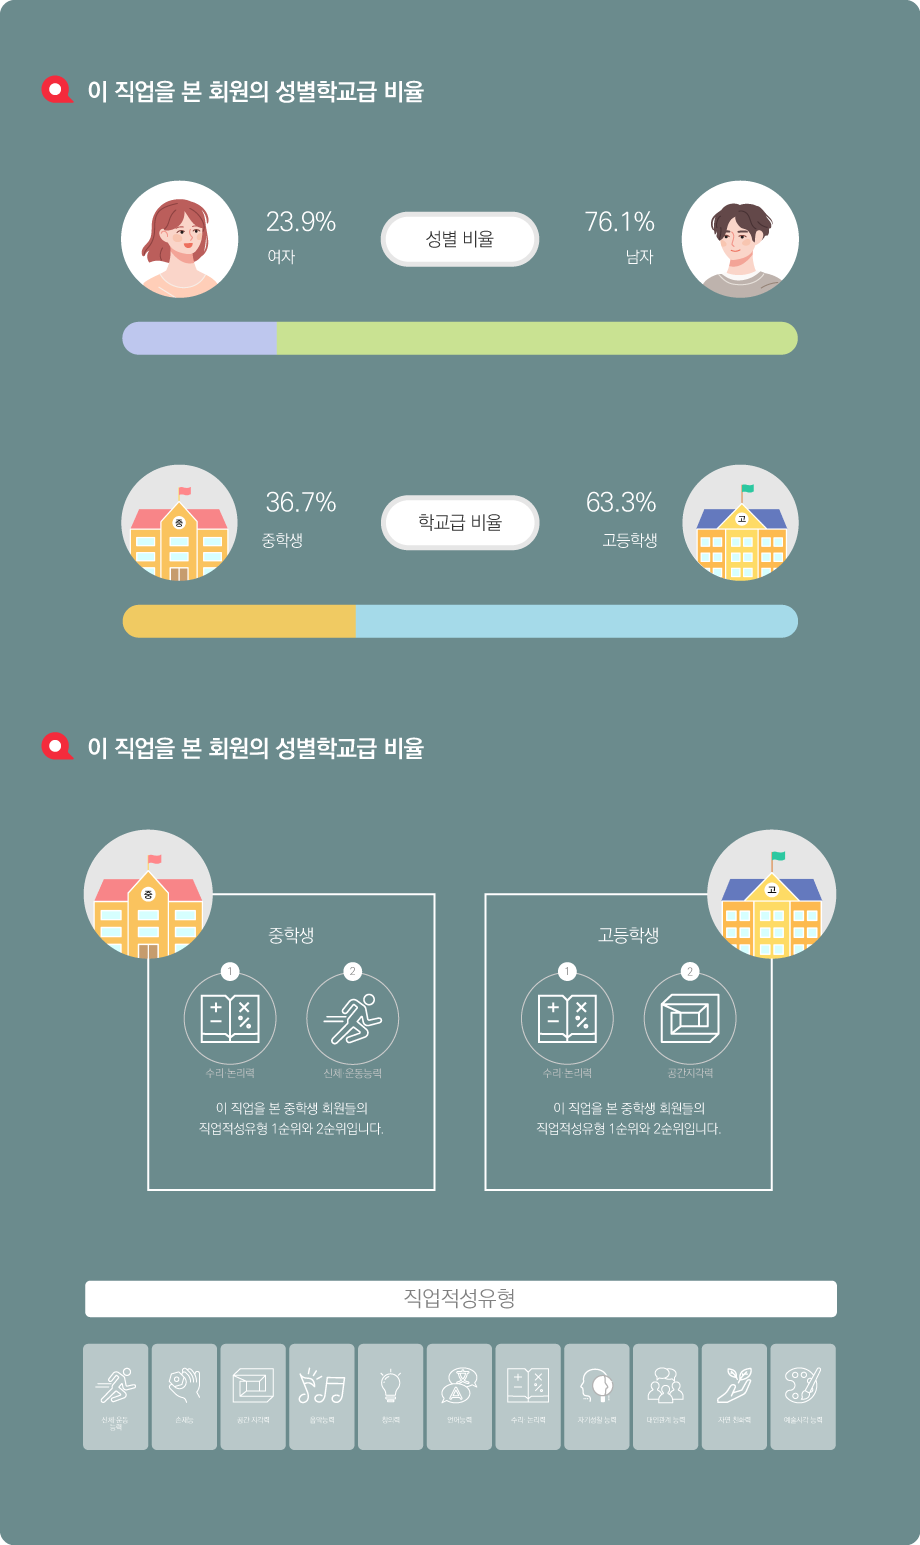 이 직업을 본 회원의 성별학교급 비율
23.9%
여자
성별 비율
76.1%
남자
36.7%
중학생
학교급 비율
63.3%
고등학생
중
고
이 직업을 본 회원의 성별학교급 비율
중
고
중학생
1
2
수리·논리력
신체·운동능력
이 직업을 본 중학생 회원들의
직업적성유형 1순위와 2순위입니다.
고등학생
1
2
수리·논리력
공간지각력
이 직업을 본 중학생 회원들의
직업적성유형 1순위와 2순위입니다.
직업적성유형
신체·운동
능력
손재능
공간 지각력
음악능력
창의력
언어능력
수리·논리력
자기성찰 능력
대인관계 능력
자연 친화력
예술시각 능력